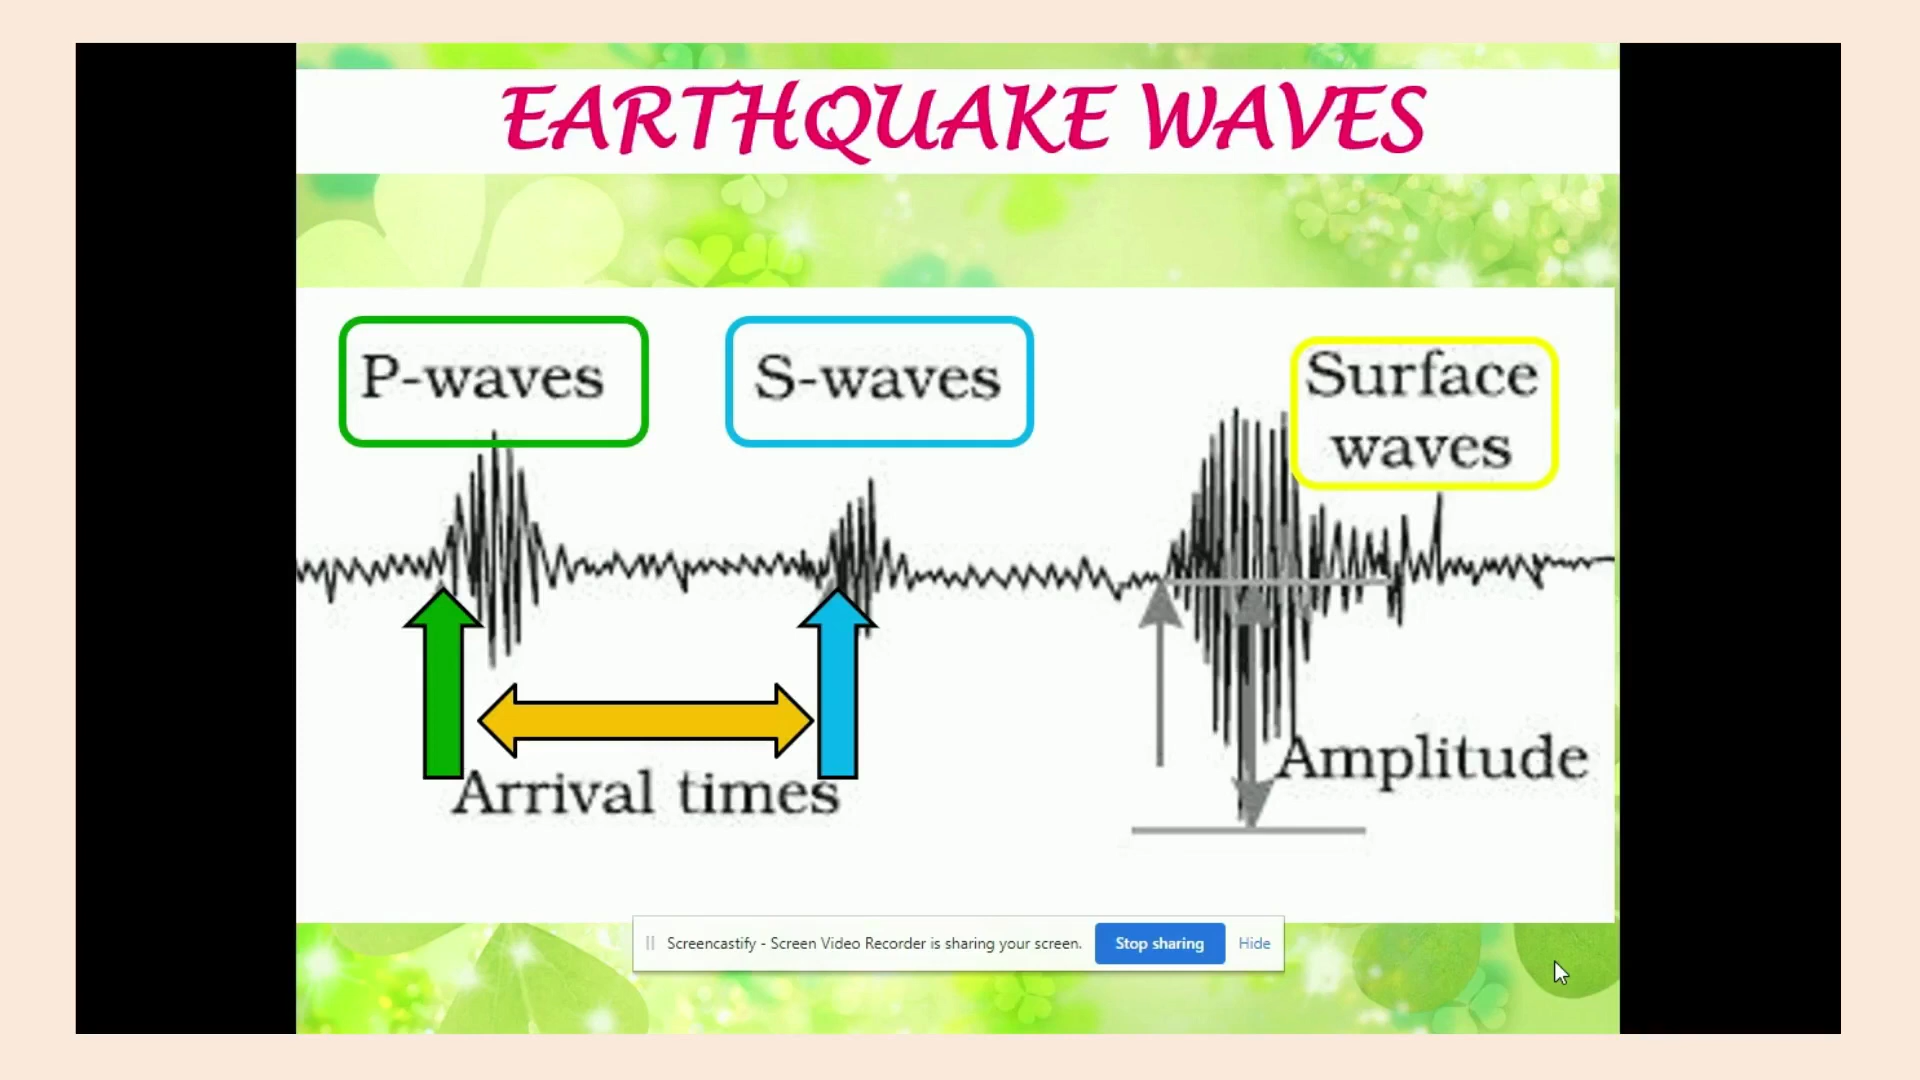 EARTHQUAKE WAVES
P-waves
S-waves
Surface
waves
Arrival times
Amplitude
Screencastify - Screen Video Recorder is sharing your screen.
Stop sharing
Hide